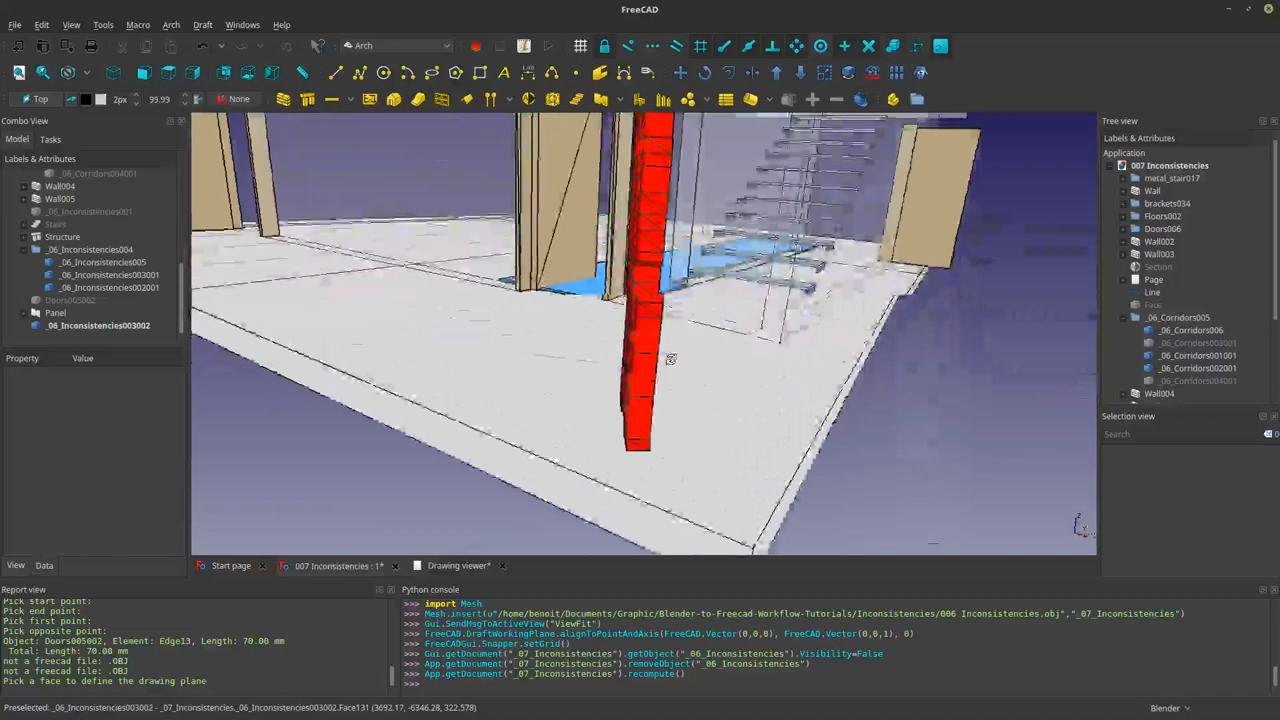 FreeCAD
File Edit View Tools Macro Arch Draft Windows Help
Arch
Top 2px 99.99 None
Combo View
Model Tasks
Labels & Attributes
_06_Corridors004001
Wall004
Wall005
_06_Inconsistencies001
Stairs
Structure
_06_Inconsistencies004
_06_Inconsistencies005
_06_Inconsistencies003001
_06_Inconsistencies002001
Doors005002
Panel
_06_Inconsistencies003002
Property Value
View Data
Tree view
Labels & Attributes
Application
007 Inconsistencies
metal_stair017
Wall
brackets034
Floors002
Doors006
Wall002
Wall003
Section
Page
Line
Face
_06_Corridors005
_06_Corridors006
_06_Corridors003001
_06_Corridors001001
_06_Corridors002001
_06_Corridors004001
Wall004
Selection view
Search
0
Start page 007 Inconsistencies : 1* Drawing viewer*
Report view
Pick start point:
Pick end point:
Pick first point:
Pick opposite point:
Object: Doors005002, Element: Edge13, Length: 70.00 mm
Total: Length: 70.00 mm
not a freecad file: .OBJ
not a freecad file: .OBJ
Pick a face to define the drawing plane
Python console
>>> import Mesh
>>> Mesh.insert(u"/home/benoit/Documents/Graphic/Blender-to-Freecad-Workflow-Tutorials/Inconsistencies/006 Inconsistencies.obj","_07_Inconsistencies")
>>> Gui.SendMsgToActiveView("ViewFit")
>>> FreeCAD.DraftWorkingPlane.alignToPointAndAxis(FreeCAD.Vector(0,0,0), FreeCAD.Vector(0,0,1), 0)
>>> FreeCADGui.Snapper.setGrid()
>>> Gui.getDocument("_07_Inconsistencies").getObject("_06_Inconsistencies").Visibility=False
>>> App.getDocument("_07_Inconsistencies").removeObject("_06_Inconsistencies")
>>> App.getDocument("_07_Inconsistencies").recompute()
>>>
Preselected: _06_Inconsistencies003002 - _07_Inconsistencies._06_Inconsistencies003002.Face131 (3692.17, -6346.28, 322.578)
Blender